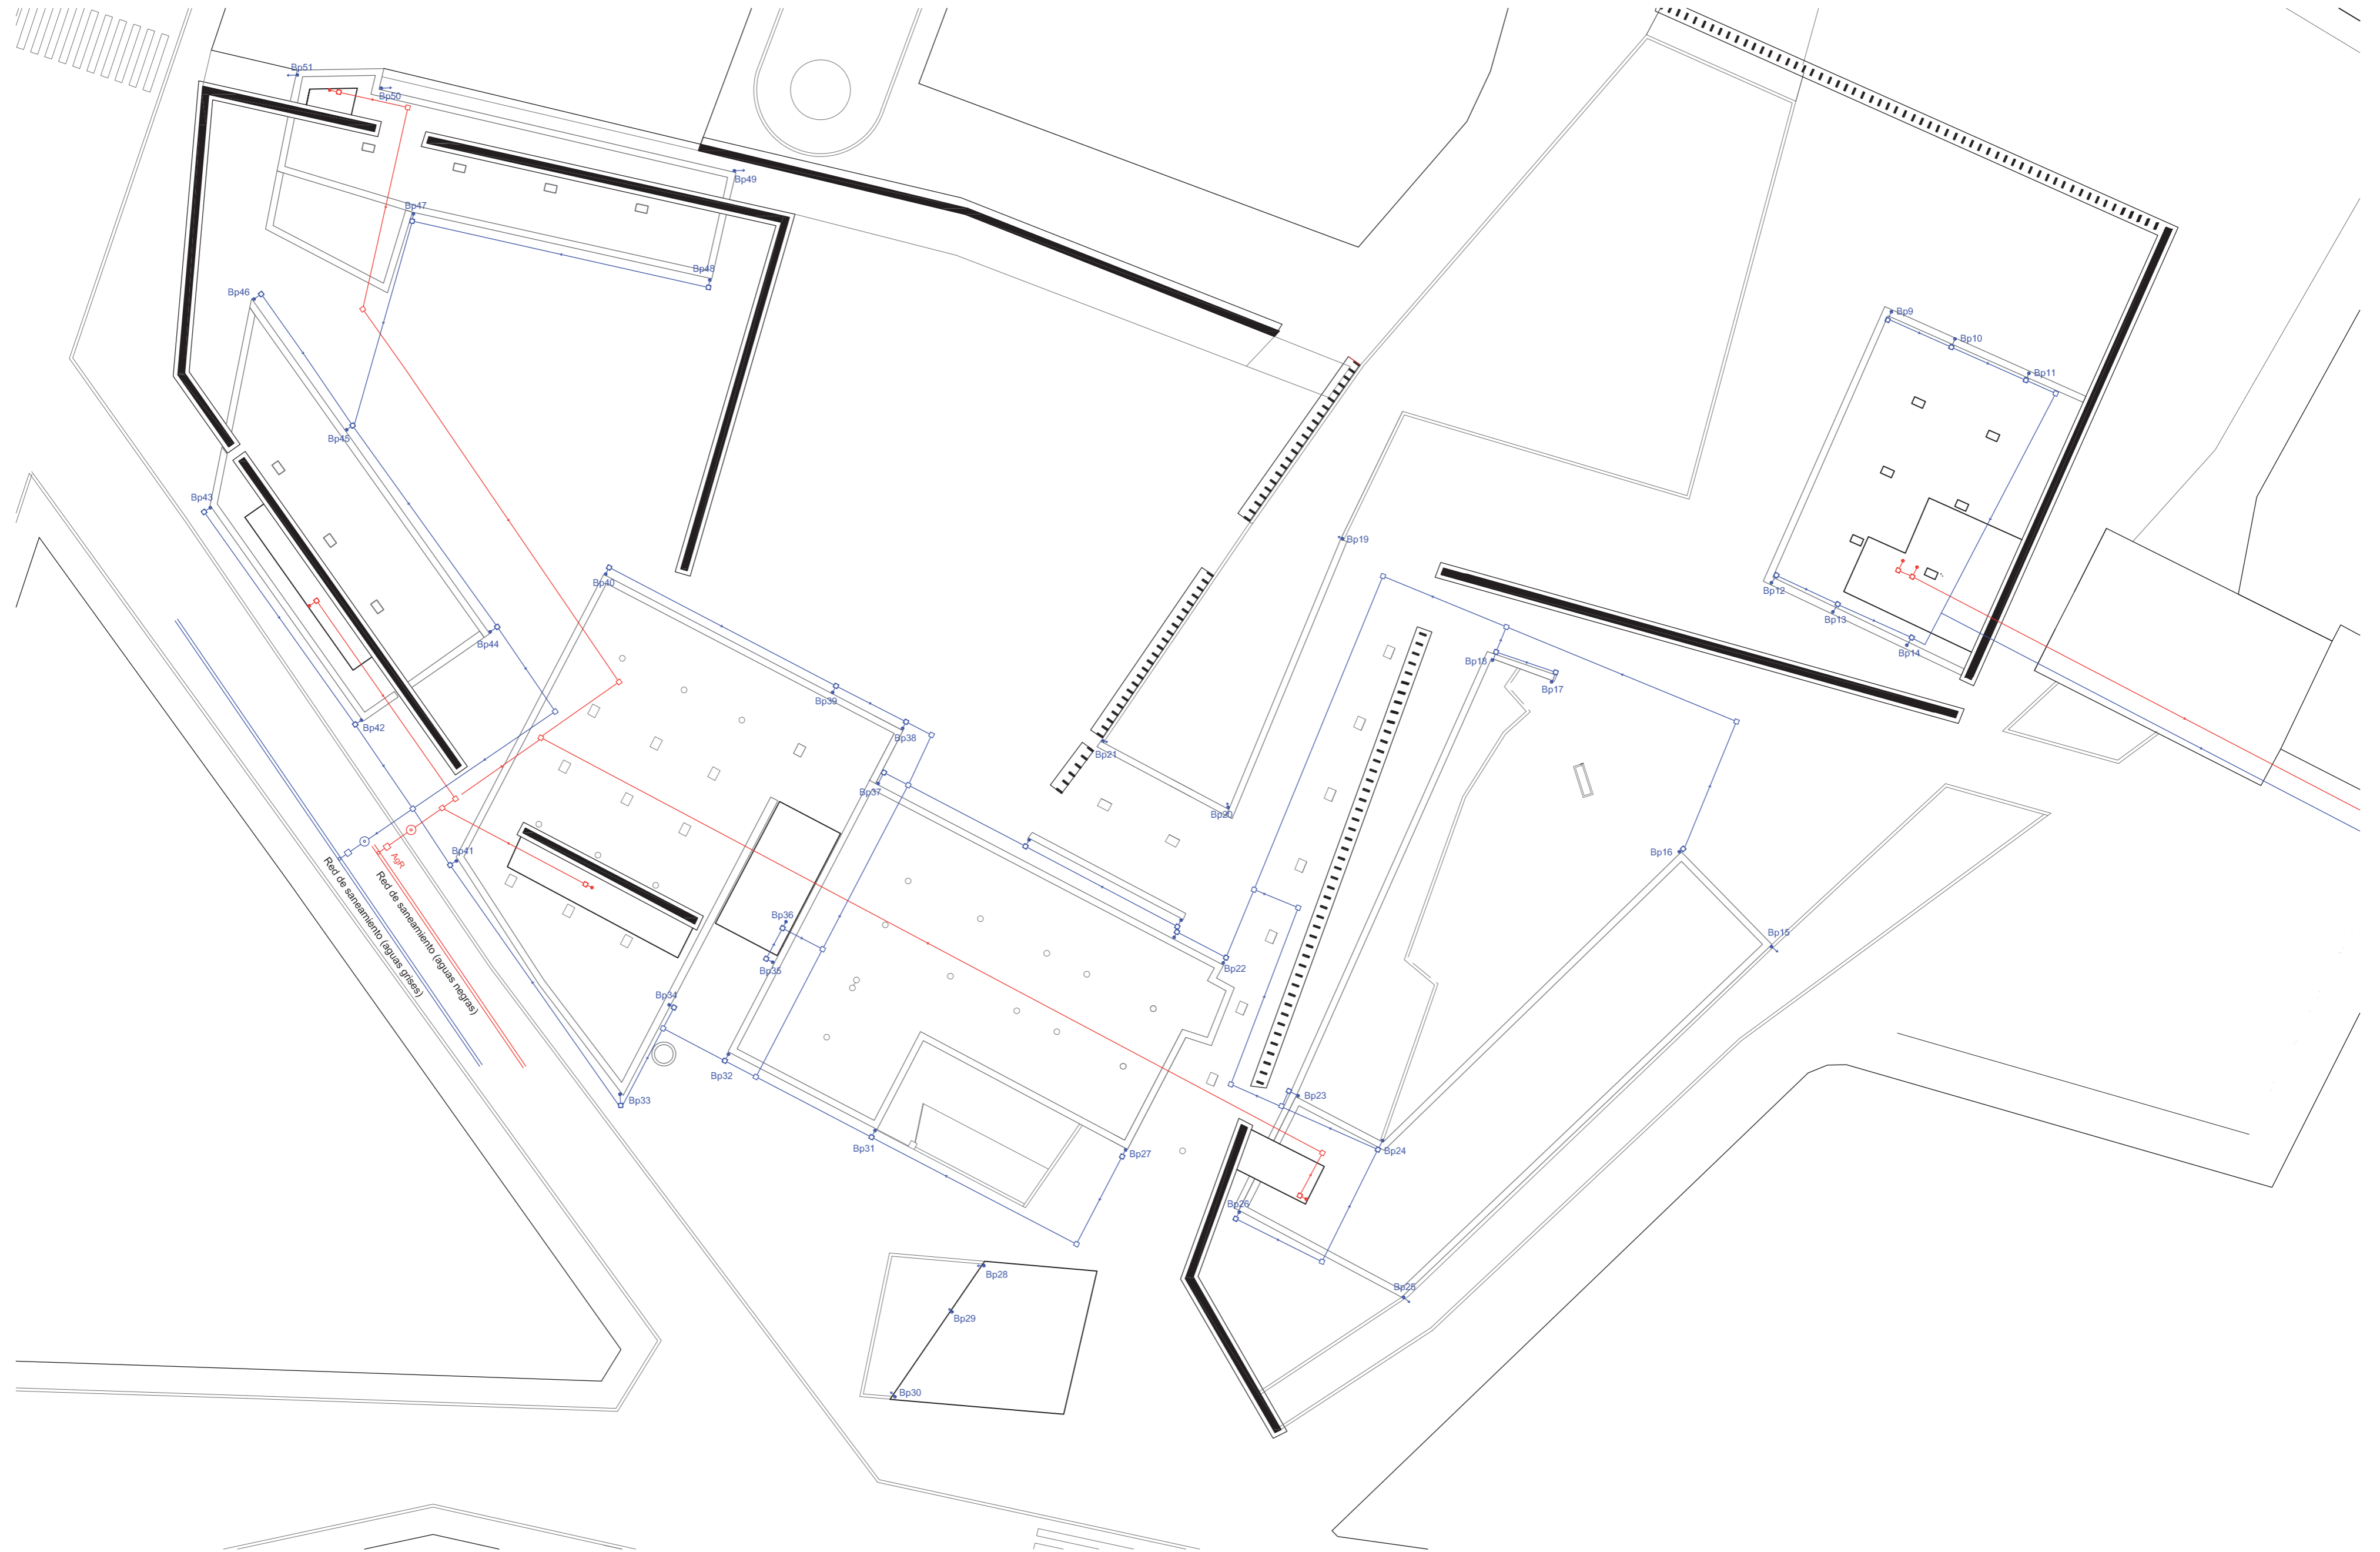 Bp51
Bp50
Bp49
Bp47
Bp48
Bp46
Bp9
Bp10
Bp11
Bp45
Bp43
Bp19
Bp40
Bp12
Bp13
Bp14
Bp44
Bp18
Bp17
Bp39
Bp42
Bp38
Bp21
Bp37
Bp20
Bp41
Bp16
AgR
Red de saneamiento (aguas grises)
Red de saneamiento (aguas negras)
Bp36
Bp15
Bp35
Bp22
Bp34
Bp32
Bp33
Bp23
Bp31
Bp27
Bp24
Bp26
Bp28
Bp25
Bp29
Bp30